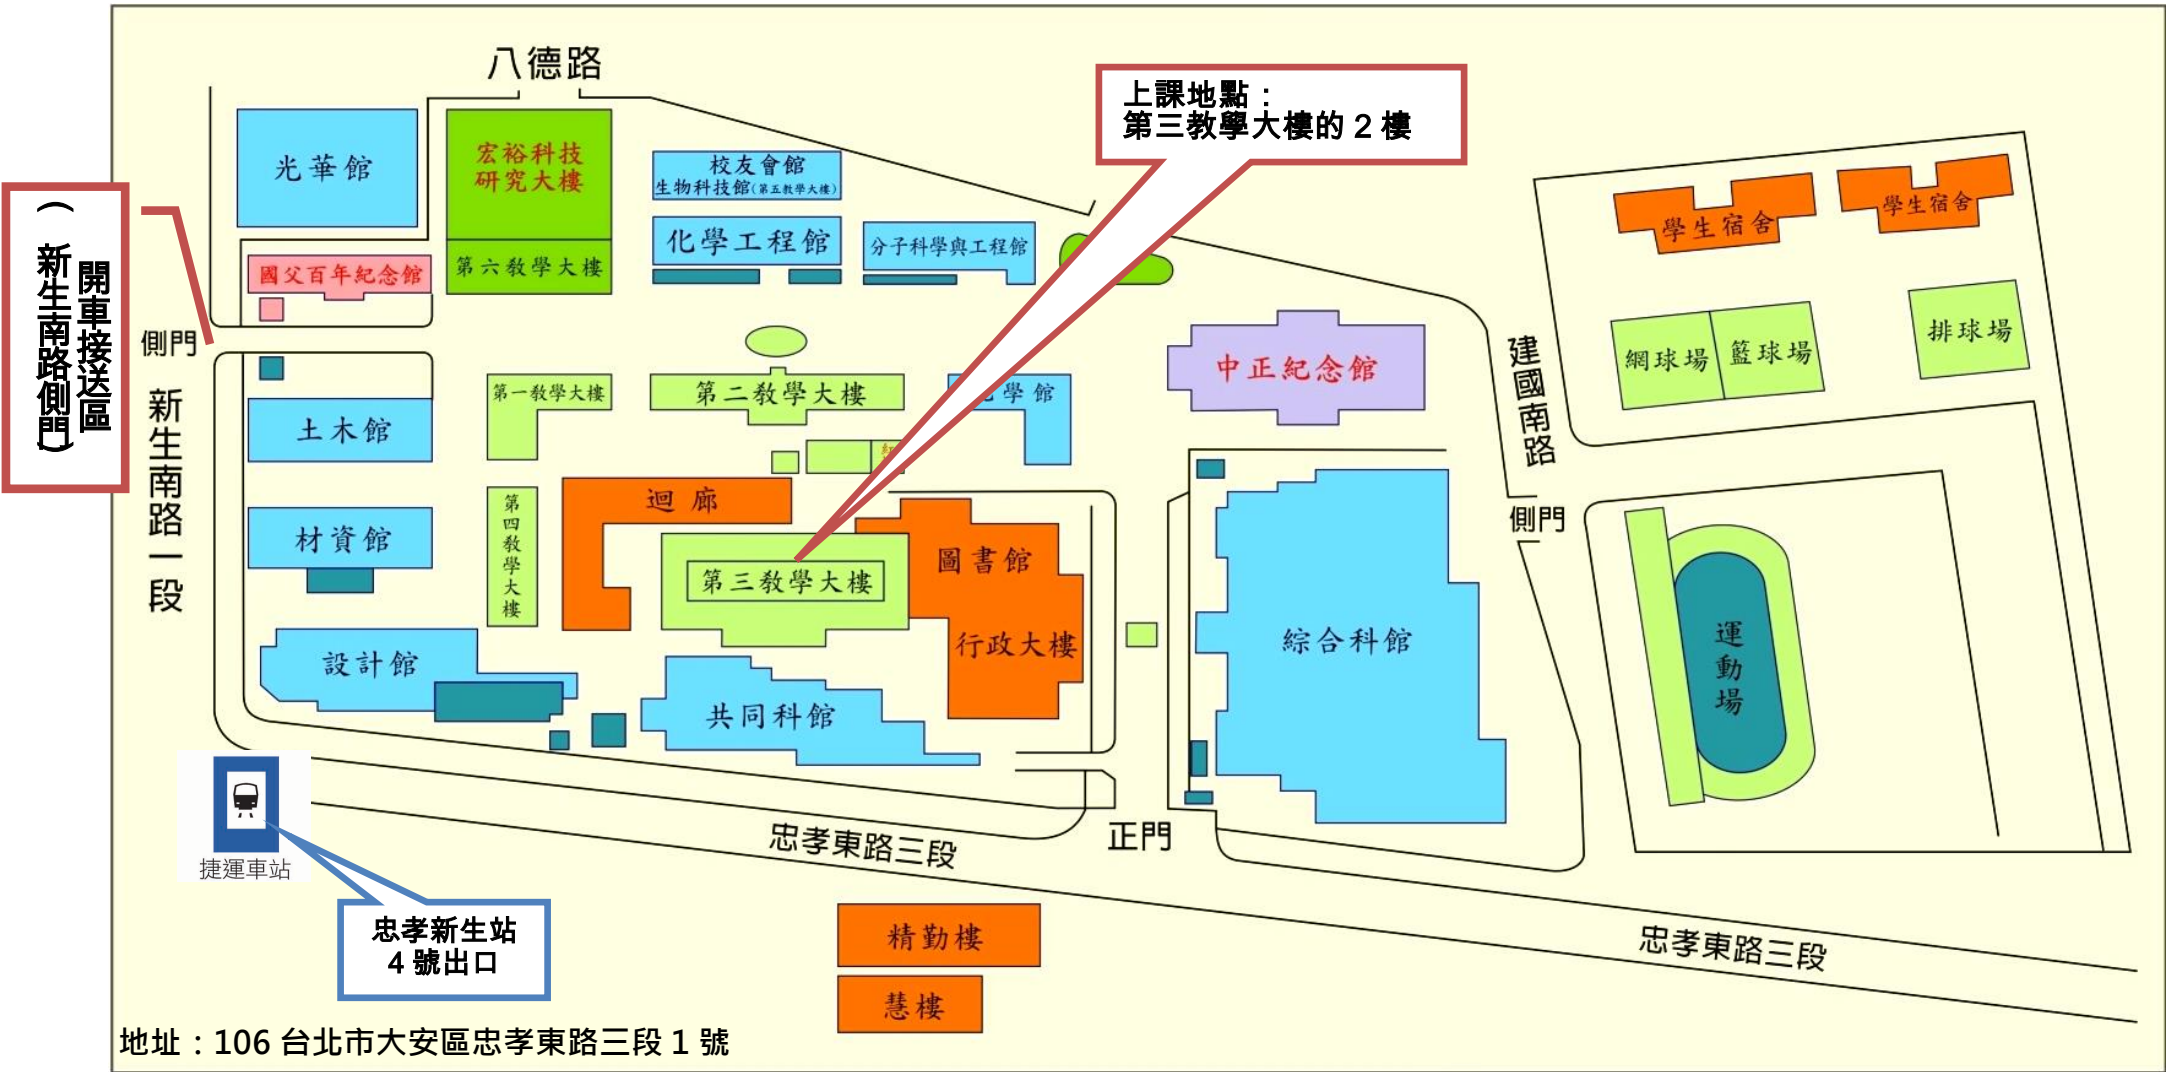 八德路
上課地點：
第三教學大樓的 2 樓
光華館
宏裕科技
研究大樓
校友會館
生物科技館(第五教學大樓)
化學工程館
分子科學與工程館
學生宿舍
學生宿舍
開車接送區
(新生南路側門)
國父百年紀念館
第六教學大樓
側門
新生南路一段
土木館
第一教學大樓
第二教學大樓
學館
中正紀念館
建國南路
網球場
籃球場
排球場
材資館
第四教學大樓
迴廊
第三教學大樓
圖書館
行政大樓
側門
設計館
共同科館
綜合科館
運動場
捷運車站
忠孝東路三段
正門
忠孝新生站
4 號出口
精勤樓
慧樓
忠孝東路三段
地址：106 台北市大安區忠孝東路三段 1 號